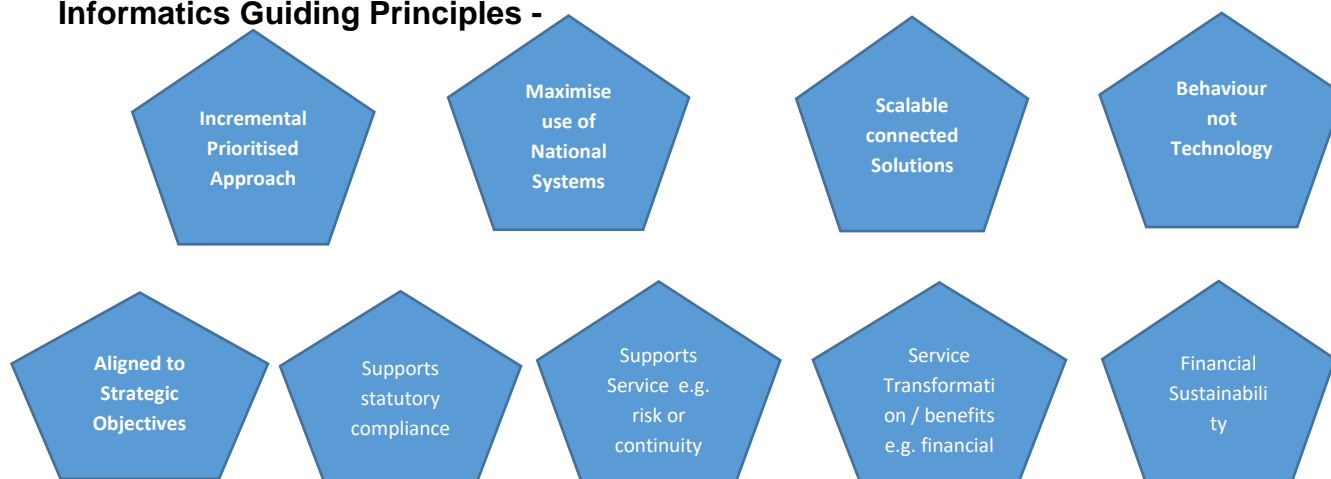 Informatics Guiding Principles -
Incremental
Prioritised
Approach
Maximise
use of
National
Systems
Scalable
connected
Solutions
Behaviour
not
Technology
Aligned to
Strategic
Objectives
Supports
statutory
compliance
Supports
Service e.g.
risk or
continuity
Service
Transformati
on / benefits
e.g. financial
Financial
Sustainabili
ty